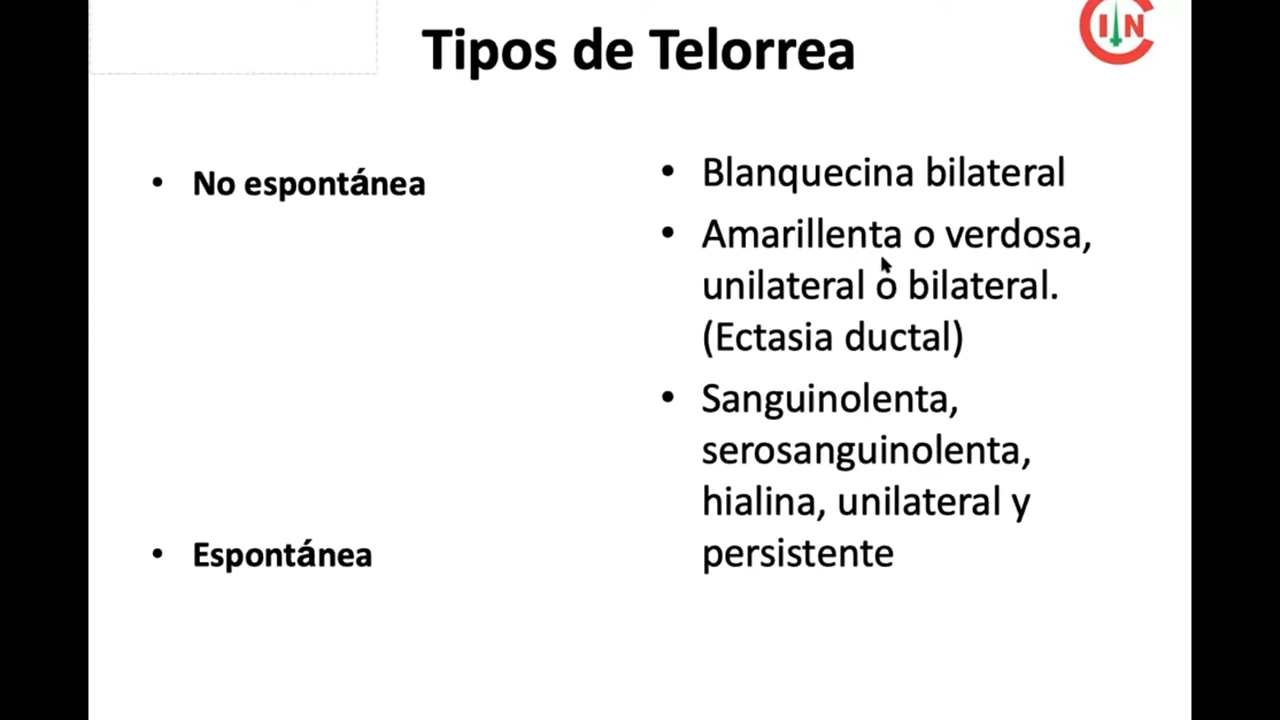 Tipos de Telorrea
CIN
• No espontánea
• Espontánea
• Blanquecina bilateral
• Amarillenta o verdosa,
unilateral o bilateral.
(Ectasia ductal)
• Sanguinolenta,
serosanguinolenta,
hialina, unilateral y
persistente